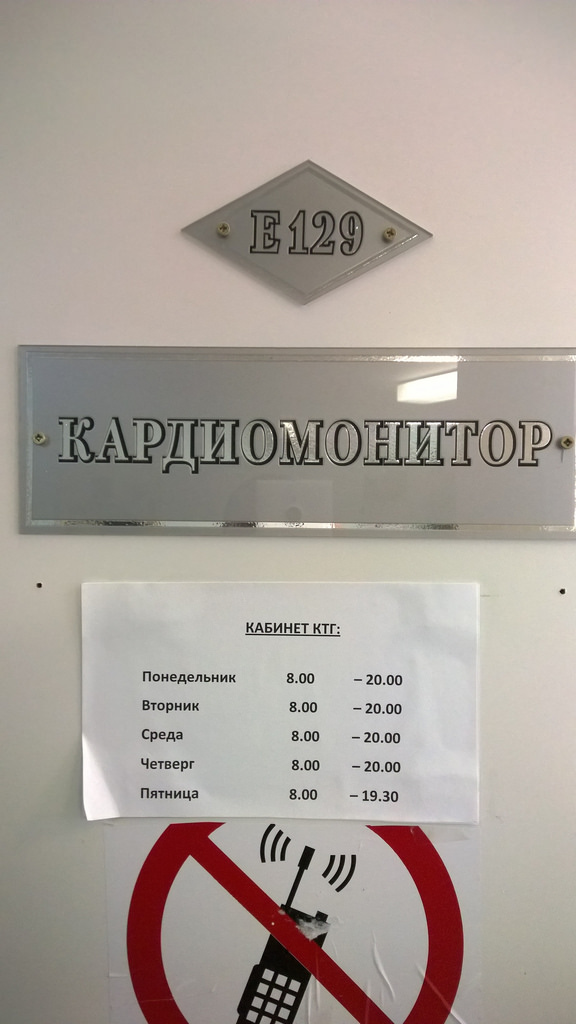 Е 129
КАРДИОМОНИТОР
КАБИНЕТ КТГ:
Понедельник 8.00 – 20.00
Вторник 8.00 – 20.00
Среда 8.00 – 20.00
Четверг 8.00 – 20.00
Пятница 8.00 – 19.30